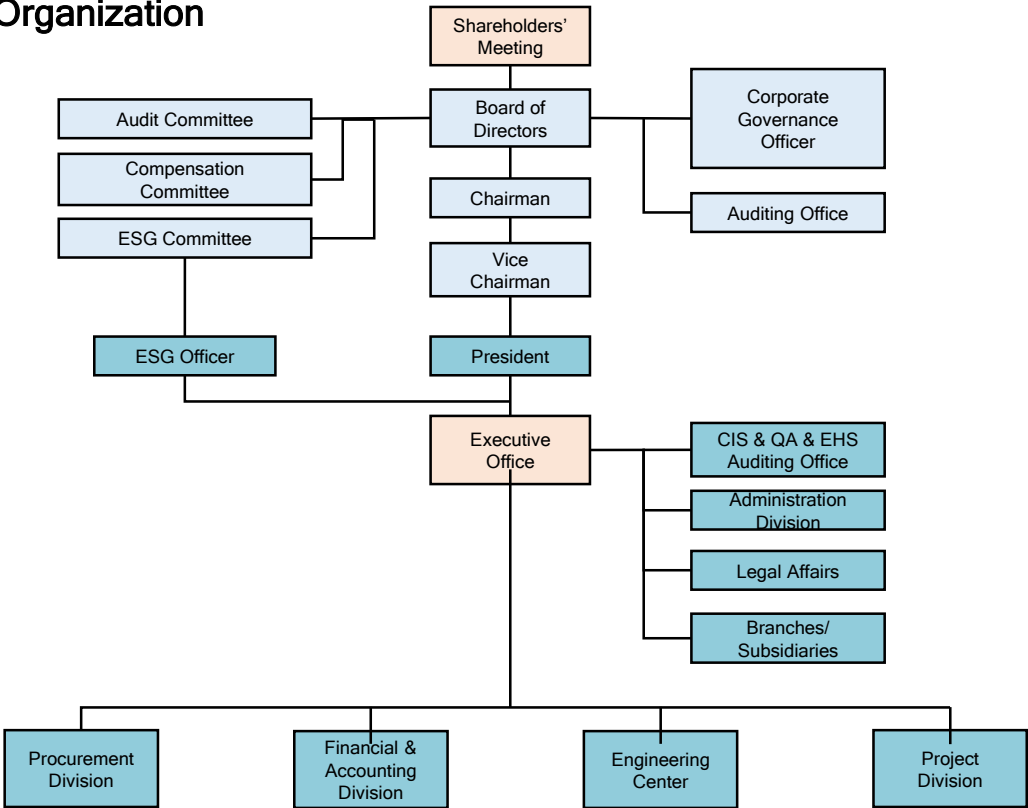 Organization
Shareholders'
Meeting
Board of
Directors
Corporate
Governance
Officer
Audit Committee
Compensation
Committee
Chairman
Auditing Office
ESG Committee
Vice
Chairman
ESG Officer
President
Executive
Office
CIS & QA & EHS
Auditing Office
Administration
Division
Legal Affairs
Branches/
Subsidiaries
Procurement
Division
Financial &
Accounting
Division
Engineering
Center
Project
Division